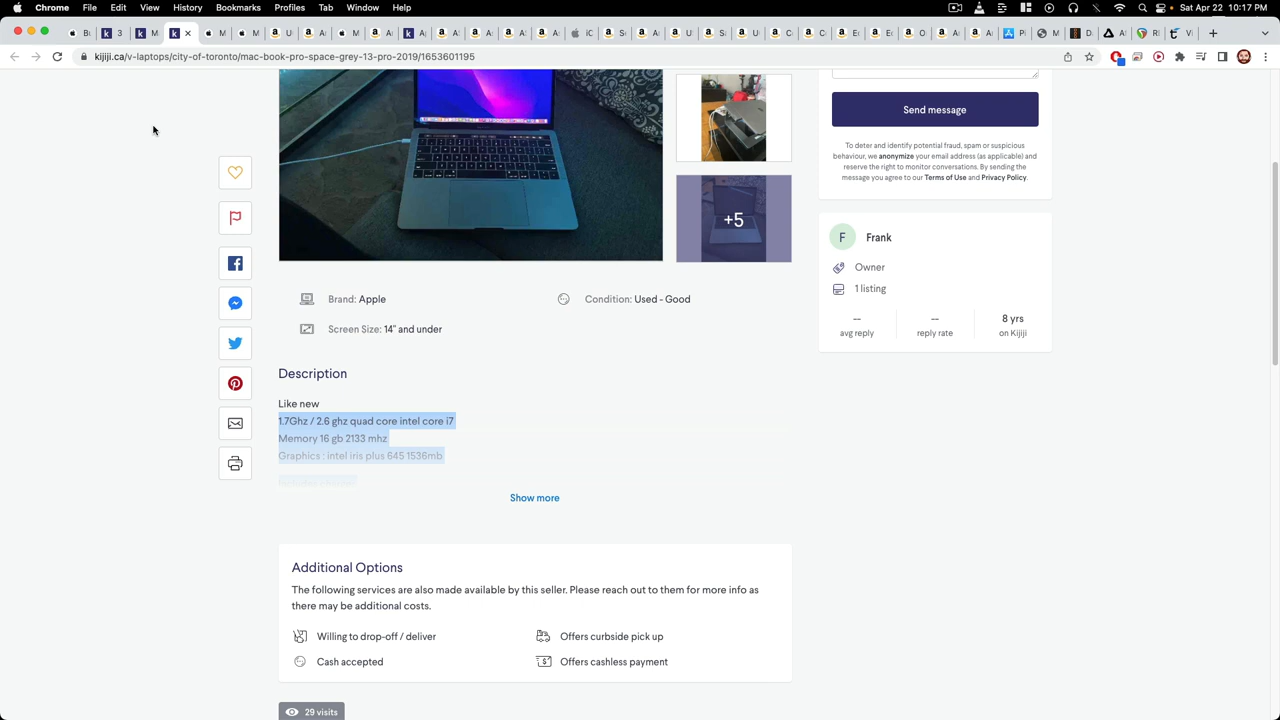 Chrome File Edit View History Bookmarks Profiles Tab Window Help Sat Apr 22 10:17 PM
kijiji.ca/v-laptops/city-of-toronto/mac-book-pro-space-grey-13-pro-2019/1653601195
Send message
To deter and identify potential fraud, spam or suspicious
behaviour, we anonymize your email address (as applicable) and
reserve the right to monitor conversations. By sending the
message you agree to our Terms of Use and Privacy Policy.
+5
F Frank
Owner
1 listing
-- -- 8 yrs
avg reply reply rate on Kijiji
Brand: Apple Condition: Used - Good
Screen Size: 14" and under
Description
Like new
1.7Ghz / 2.6 ghz quad core intel core i7
Memory 16 gb 2133 mhz
Graphics : intel iris plus 645 1536mb
Show more
Additional Options
The following services are also made available by this seller. Please reach out to them for more info as
there may be additional costs.
Willing to drop-off / deliver Offers curbside pick up
Cash accepted Offers cashless payment
29 visits